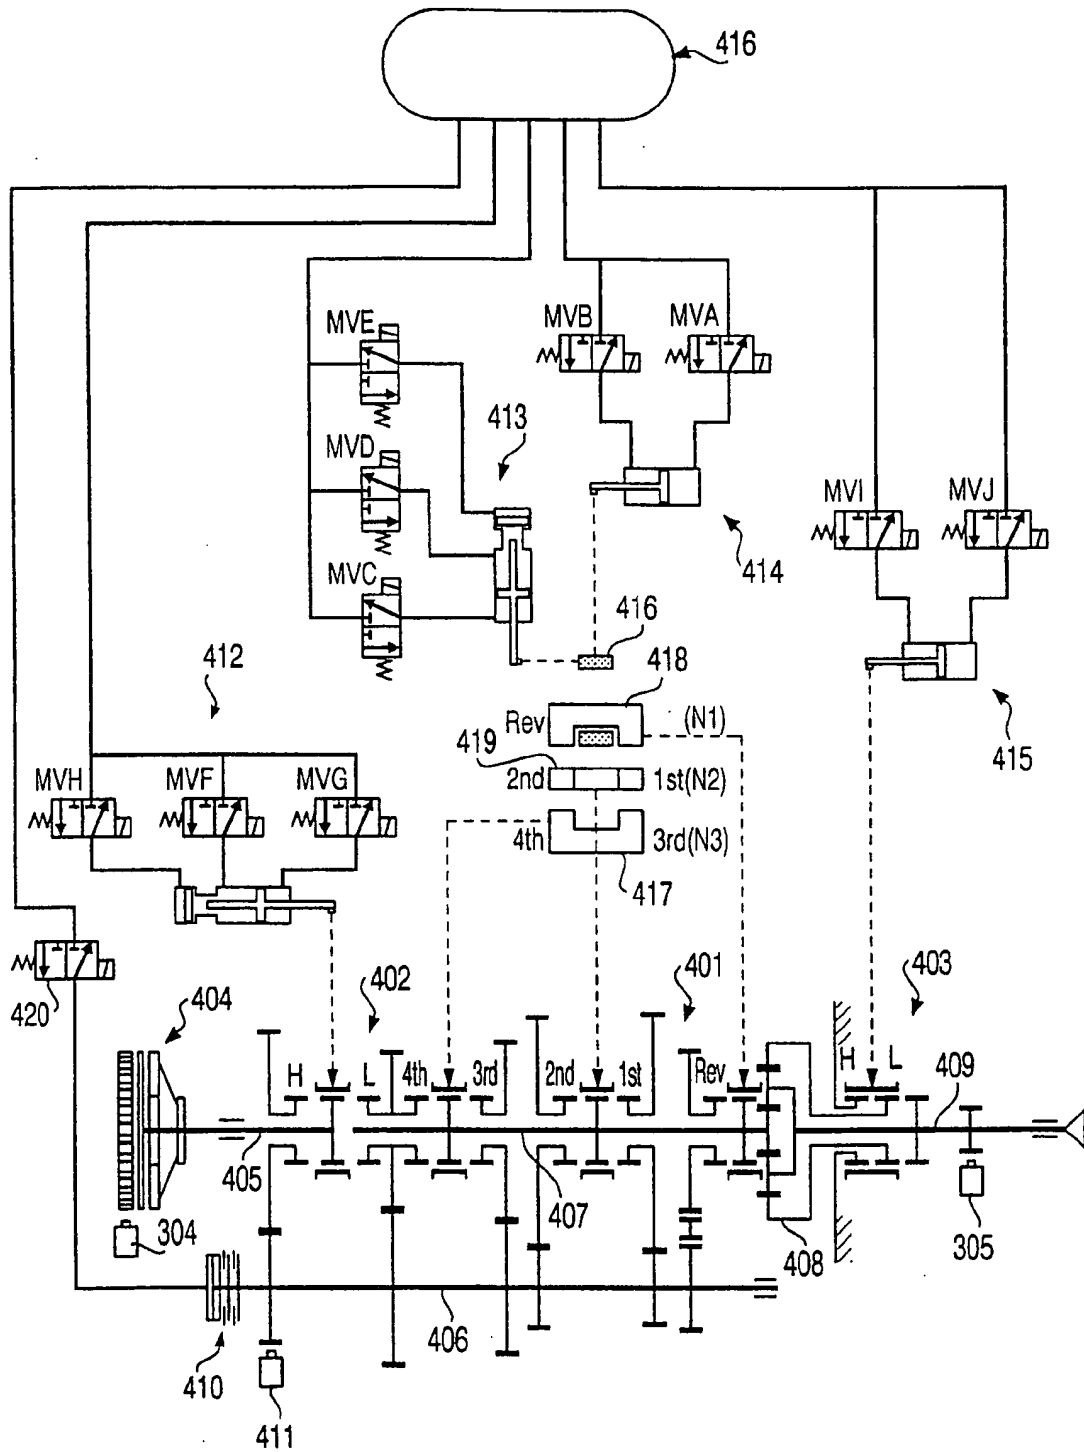 416
MVE
MVB
MVA
413
MVD
MVI
MVJ
414
MVC
416
412
418
Rev
(N1)
415
419
2nd
1st(N2)
MVH
MVF
MVG
4th
3rd(N3)
417
402
401
403
404
420
H
L
4th
3rd
2nd
1st
Rev
H
L
409
405
407
304
408
305
406
410
411